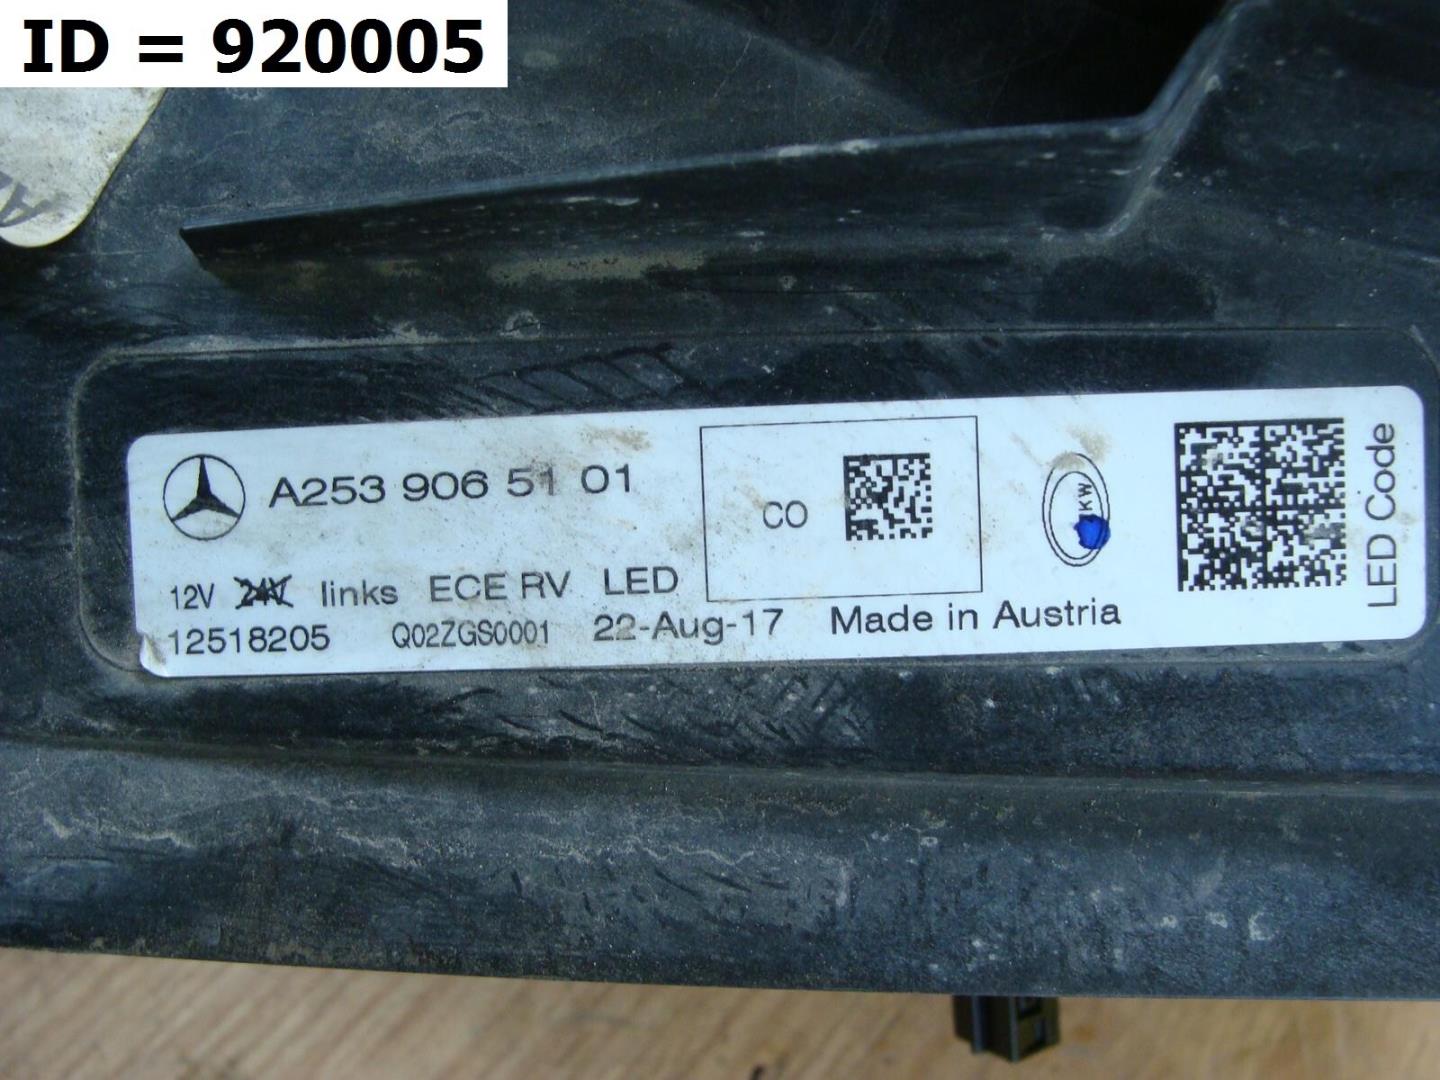 ID = 920005
A253 906 51 01
CO
ZKW
12V 24V links ECE RV LED
12518205 Q02ZGS0001 22-Aug-17 Made in Austria
LED Code